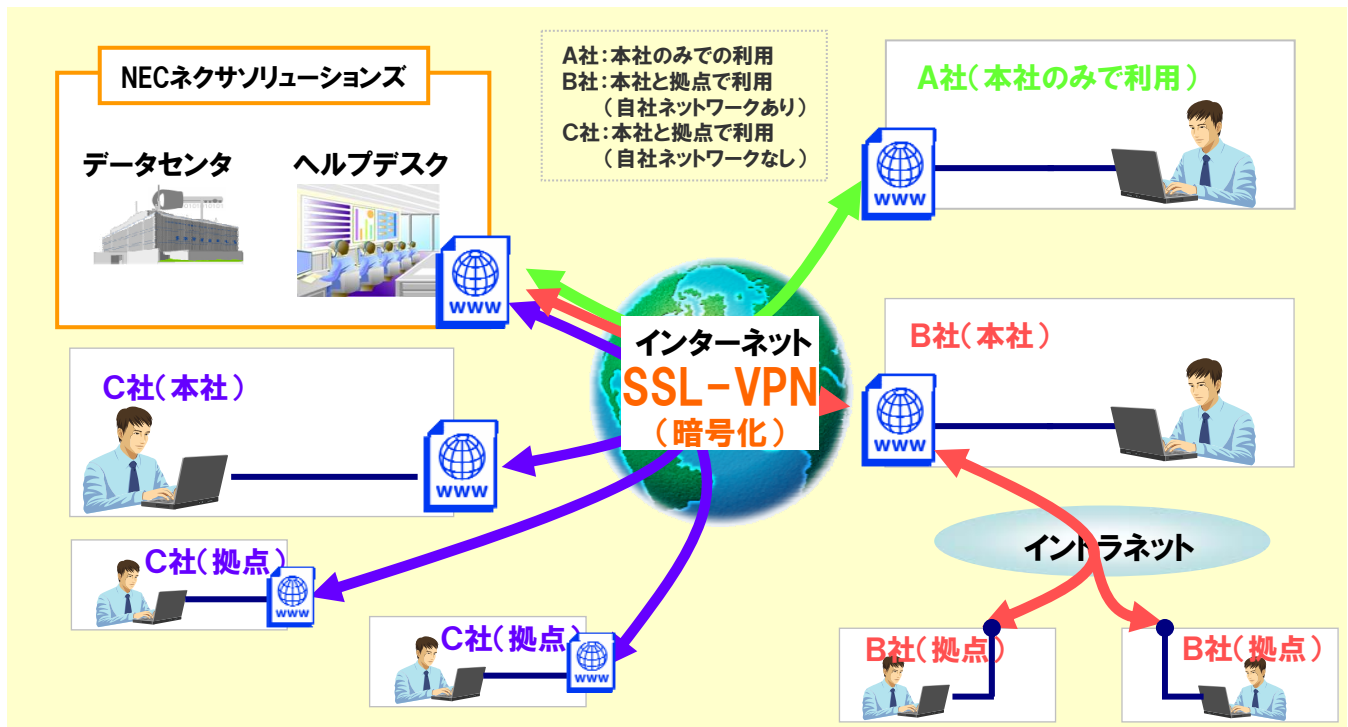 NECネクサソリューションズ
データセンタ
ヘルプデスク
WWW
A社:本社のみでの利用
B社:本社と拠点で利用
(自社ネットワークあり)
C社:本社と拠点で利用
(自社ネットワークなし)
A社(本社のみで利用)
WWW
インターネット
SSL-VPN
(暗号化)
B社(本社)
WWW
C社(本社)
WWW
イントラネット
C社(拠点)
WWW
C社(拠点)
WWW
B社(拠点)
B社(拠点)